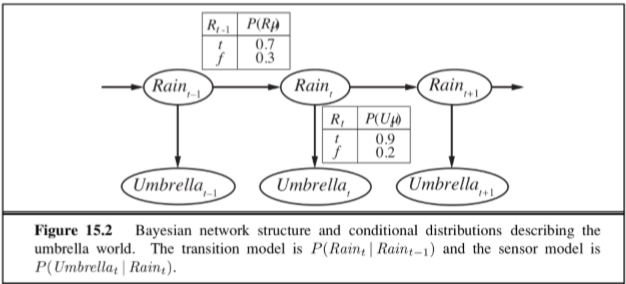 R_{t-1} P(R_t)
t 0.7
f 0.3
Rain_{t-1} Rain_t Rain_{t+1}
R_t P(U_t)
t 0.9
f 0.2
Umbrella_{t-1} Umbrella_t Umbrella_{t+1}
Figure 15.2 Bayesian network structure and conditional distributions describing the
umbrella world. The transition model is P(Rain_t | Rain_{t−1}) and the sensor model is
P(Umbrella_t | Rain_t).